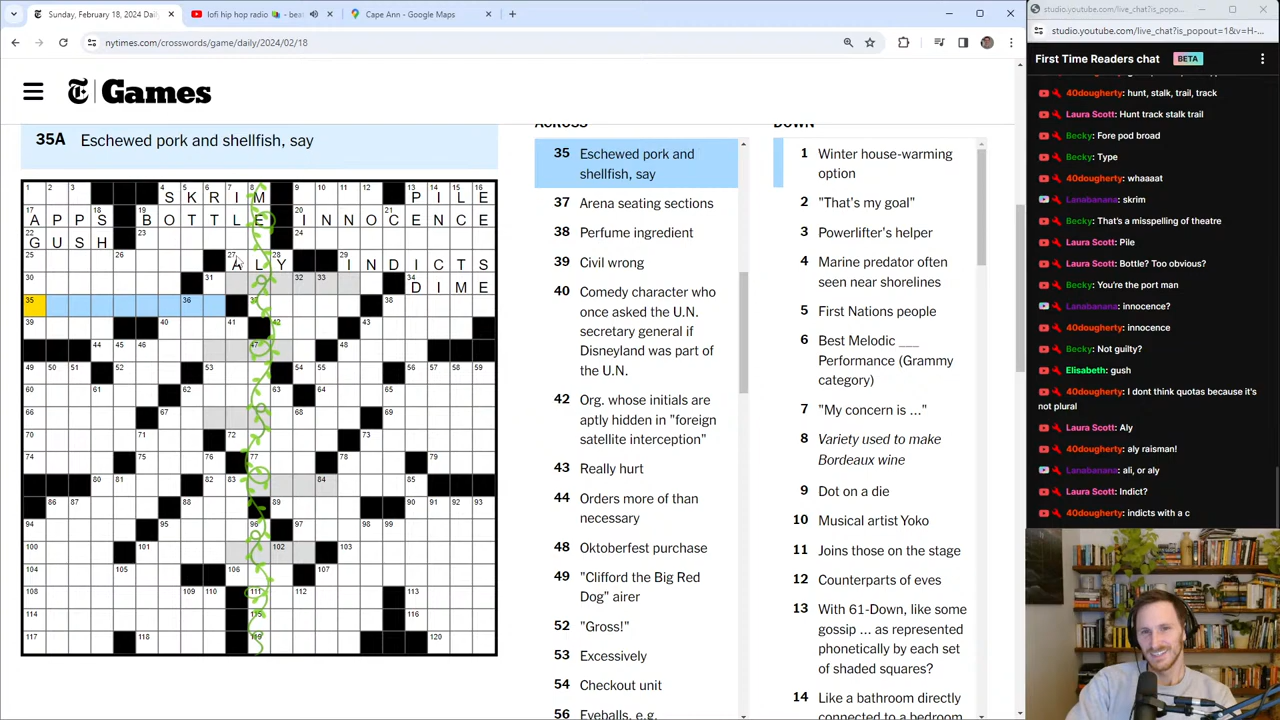 Sunday, February 18, 2024 Daily
lofi hip hop radio - bes
Cape Ann - Google Maps
nytimes.com/crosswords/game/daily/2024/02/18
Games
35A Eschewed pork and shellfish, say
ACROSS
35 Eschewed pork and
shellfish, say
37 Arena seating sections
38 Perfume ingredient
39 Civil wrong
40 Comedy character who
once asked the U.N.
secretary general if
Disneyland was part of
the U.N.
42 Org. whose initials are
aptly hidden in "foreign
satellite interception"
43 Really hurt
44 Orders more of than
necessary
48 Oktoberfest purchase
49 "Clifford the Big Red
Dog" airer
52 "Gross!"
53 Excessively
54 Checkout unit
56 Eyeballs, e.g.
DOWN
1 Winter house-warming
option
2 "That's my goal"
3 Powerlifter's helper
4 Marine predator often
seen near shorelines
5 First Nations people
6 Best Melodic ___
Performance (Grammy
category)
7 "My concern is ..."
8 Variety used to make
Bordeaux wine
9 Dot on a die
10 Musical artist Yoko
11 Joins those on the stage
12 Counterparts of eves
13 With 61-Down, like some
gossip ... as represented
phonetically by each set
of shaded squares?
14 Like a bathroom directly
connected to a bedroom
SKRIM PILE
APPS BOTTLE INNOCENCE
GUSH
ALY INDICTS
DIME
studio.youtube.com/live_chat?is_popo...
studio.youtube.com/live_chat?is_popout=1&v=H-...
First Time Readers chat BETA
40dougherty: hunt, stalk, trail, track
Laura Scott: Hunt track stalk trail
Becky: Fore pod broad
Becky: Type
40dougherty: whaaaat
Lanabanana: skrim
Becky: That's a misspelling of theatre
Laura Scott: Pile
Laura Scott: Bottle? Too obvious?
Becky: You're the port man
Lanabanana: innocence?
40dougherty: innocence
Becky: Not guilty?
Elisabeth: gush
40dougherty: I dont think quotas because it's
not plural
Laura Scott: Aly
40dougherty: aly raisman!
Lanabanana: ali, or aly
Laura Scott: Indict?
40dougherty: indicts with a c